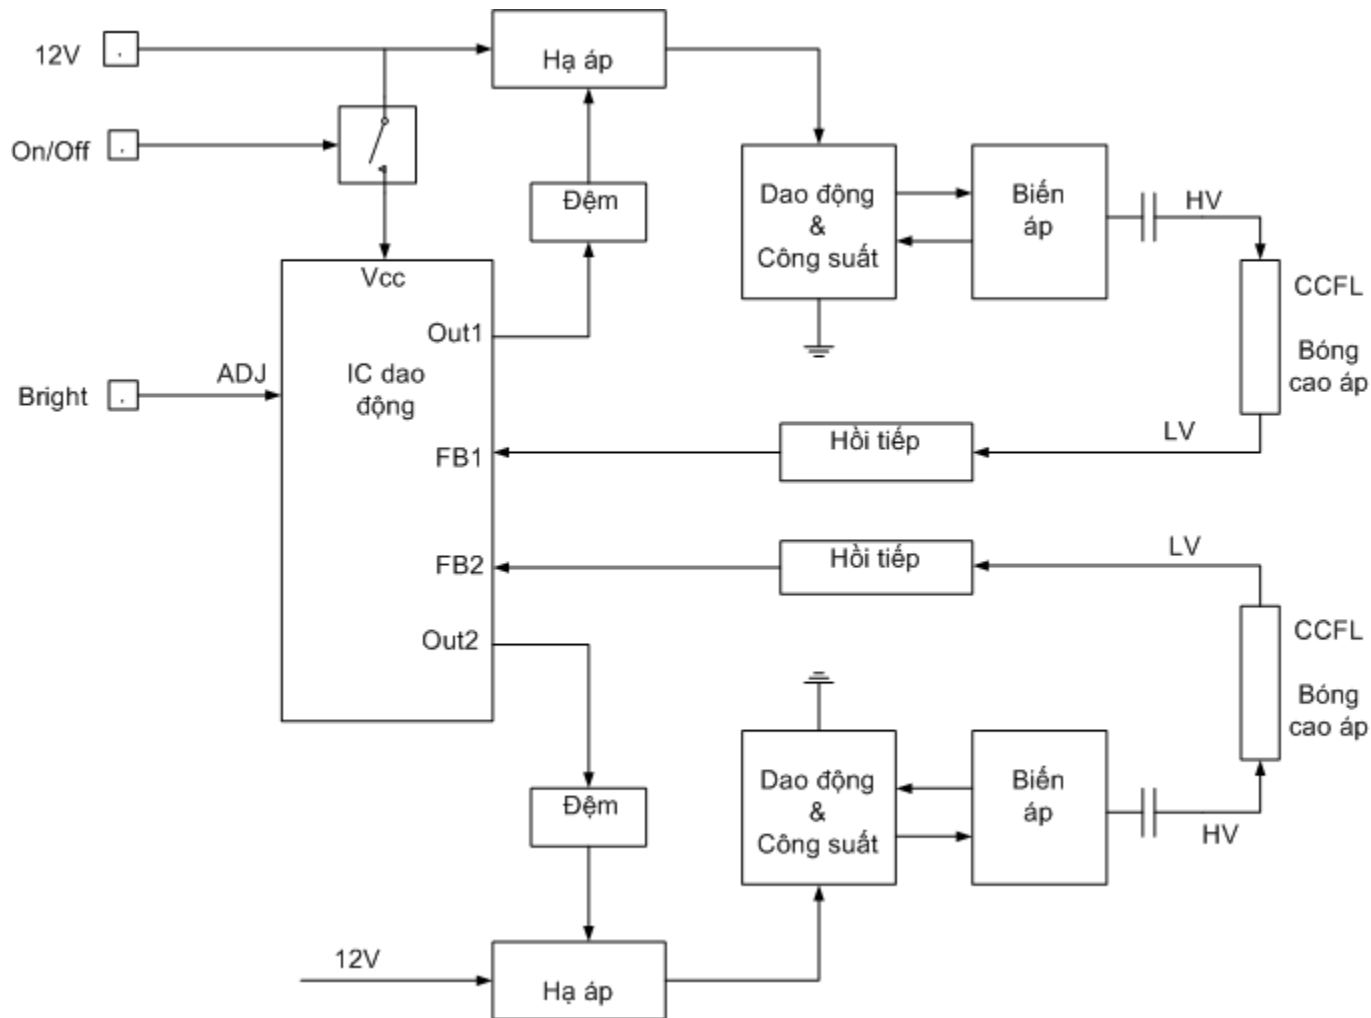 12V
Hạ áp
On/Off
Đệm
Dao động
&
Công suất
Biến
áp
HV
Vcc
CCFL
Out1
Bóng
cao áp
IC dao
động
ADJ
Bright
FB1
Hồi tiếp
LV
FB2
Hồi tiếp
LV
Out2
CCFL
Bóng
cao áp
Đệm
Dao động
&
Công suất
Biến
áp
HV
12V
Hạ áp